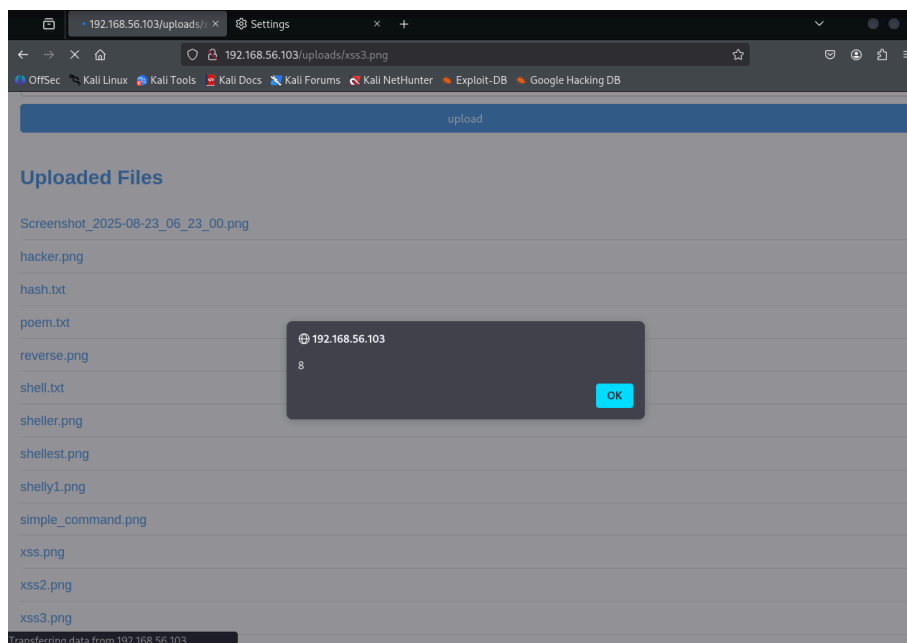 192.168.56.103/uploads/x
Settings
192.168.56.103/uploads/xss3.png
OffSec Kali Linux Kali Tools Kali Docs Kali Forums Kali NetHunter Exploit-DB Google Hacking DB
upload
Uploaded Files
Screenshot_2025-08-23_06_23_00.png
hacker.png
hash.txt
poem.txt
reverse.png
shell.txt
sheller.png
shellest.png
shelly1.png
simple_command.png
xss.png
xss2.png
xss3.png
192.168.56.103
8
OK
Transferring data from 192.168.56.103